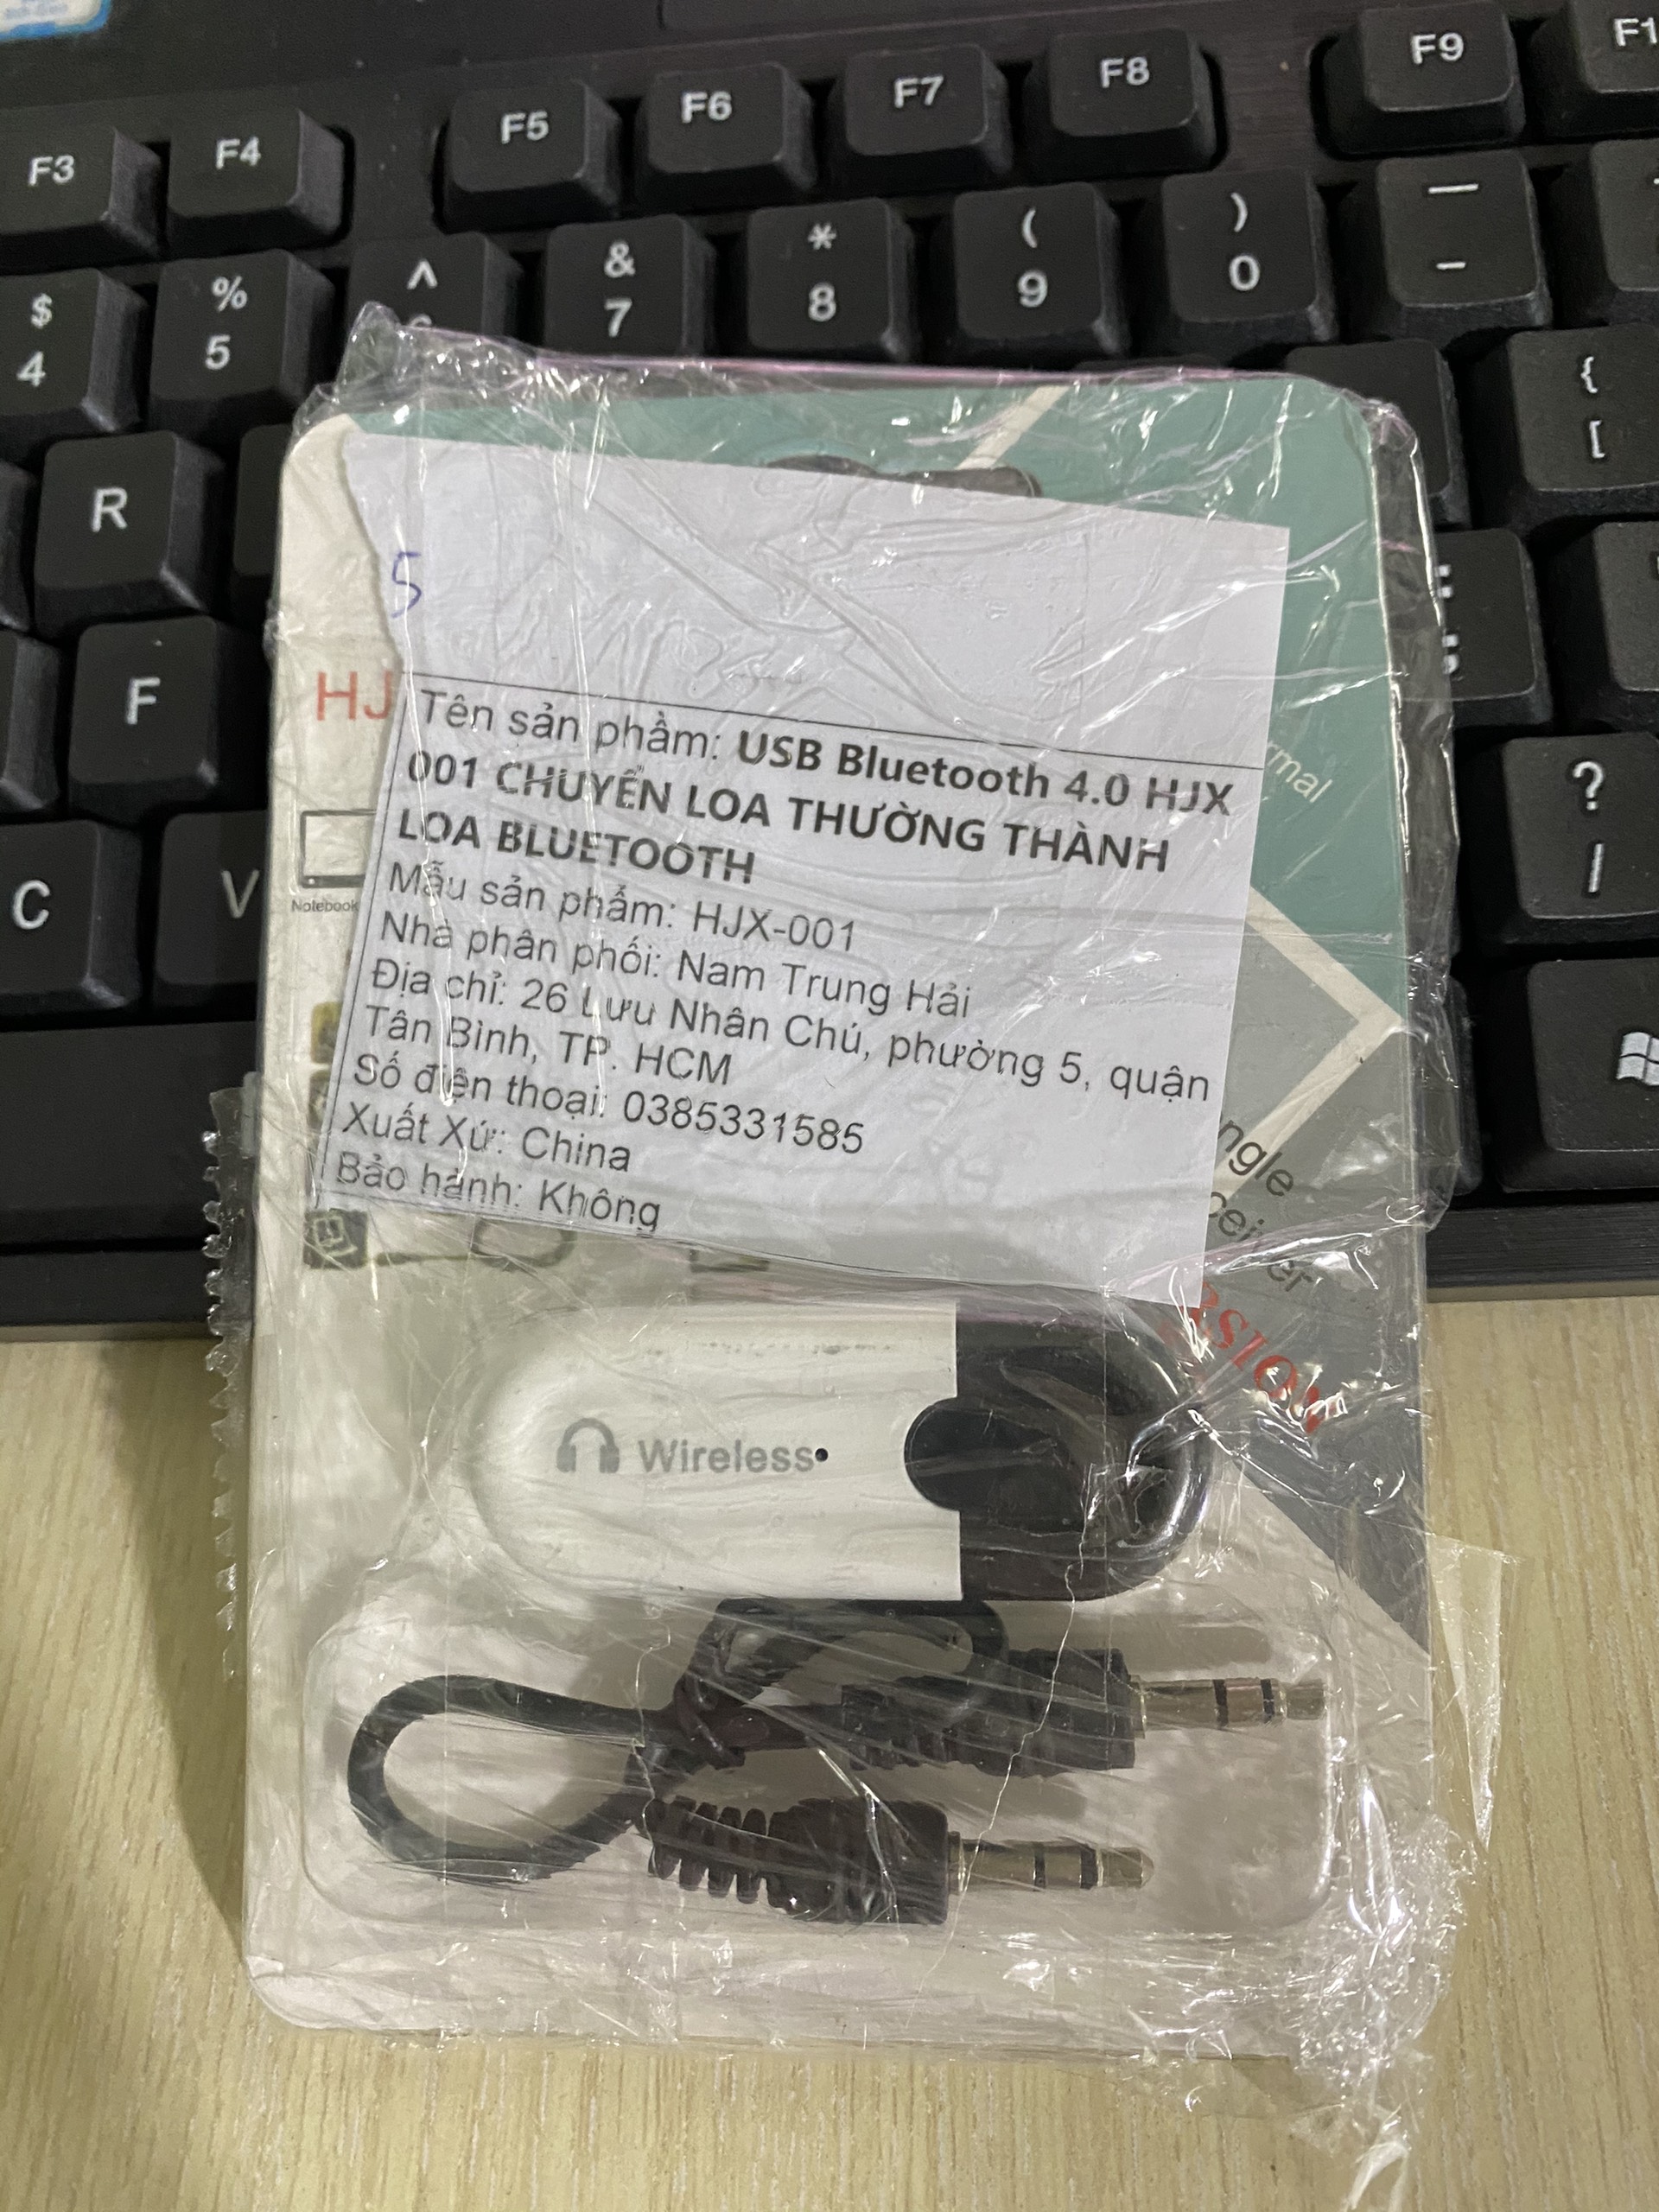 F3 F4 F5 F6 F7 F8 F9
$ % ^ & * ( ) —
4 5 7 8 9 0 -
{
[
R
F
?
/
C V
5
HJ
Tên sản phẩm: USB Bluetooth 4.0 HJX
001 CHUYỂN LOA THƯỜNG THÀNH
LOA BLUETOOTH
Mẫu sản phẩm: HJX-001
Nhà phân phối: Nam Trung Hải
Địa chỉ: 26 Lưu Nhân Chú, phường 5, quận
Tân Bình, TP. HCM
Số điện thoại: 0385331585
Xuất Xứ: China
Bảo hành: Không
Notebook
rmal
ngle
ceiver
RSION
Wireless